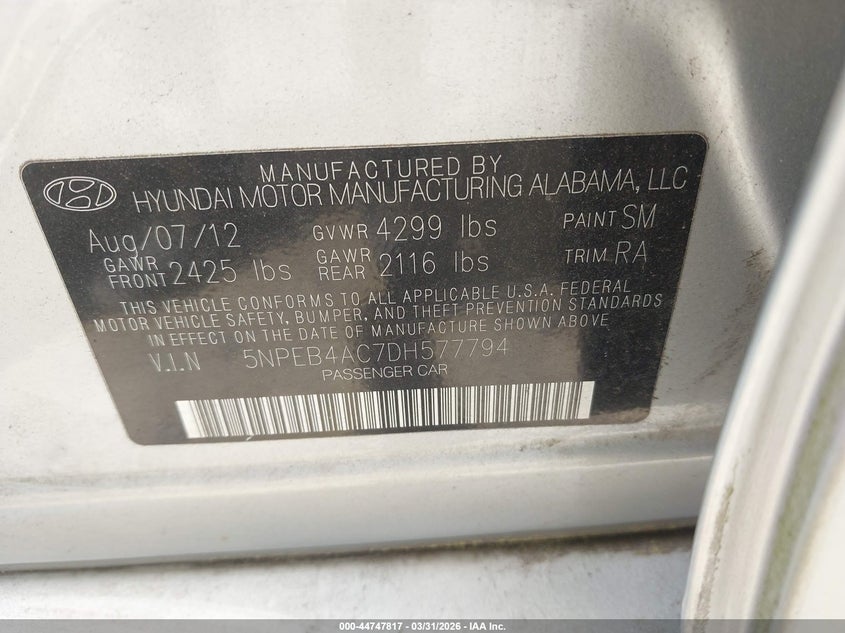 MANUFACTURED BY
HYUNDAI MOTOR MANUFACTURING ALABAMA, LLC
Aug/07/12 GVWR 4299 lbs PAINT SM
GAWR FRONT 2425 lbs GAWR REAR 2116 lbs TRIM RA
THIS VEHICLE CONFORMS TO ALL APPLICABLE U.S.A. FEDERAL
MOTOR VEHICLE SAFETY, BUMPER, AND THEFT PREVENTION STANDARDS
IN EFFECT ON THE DATE OF MANUFACTURE SHOWN ABOVE.
V.I.N 5NPEB4AC7DH577794
PASSENGER CAR
000-44747817 - 03/31/2026 - IAA Inc.